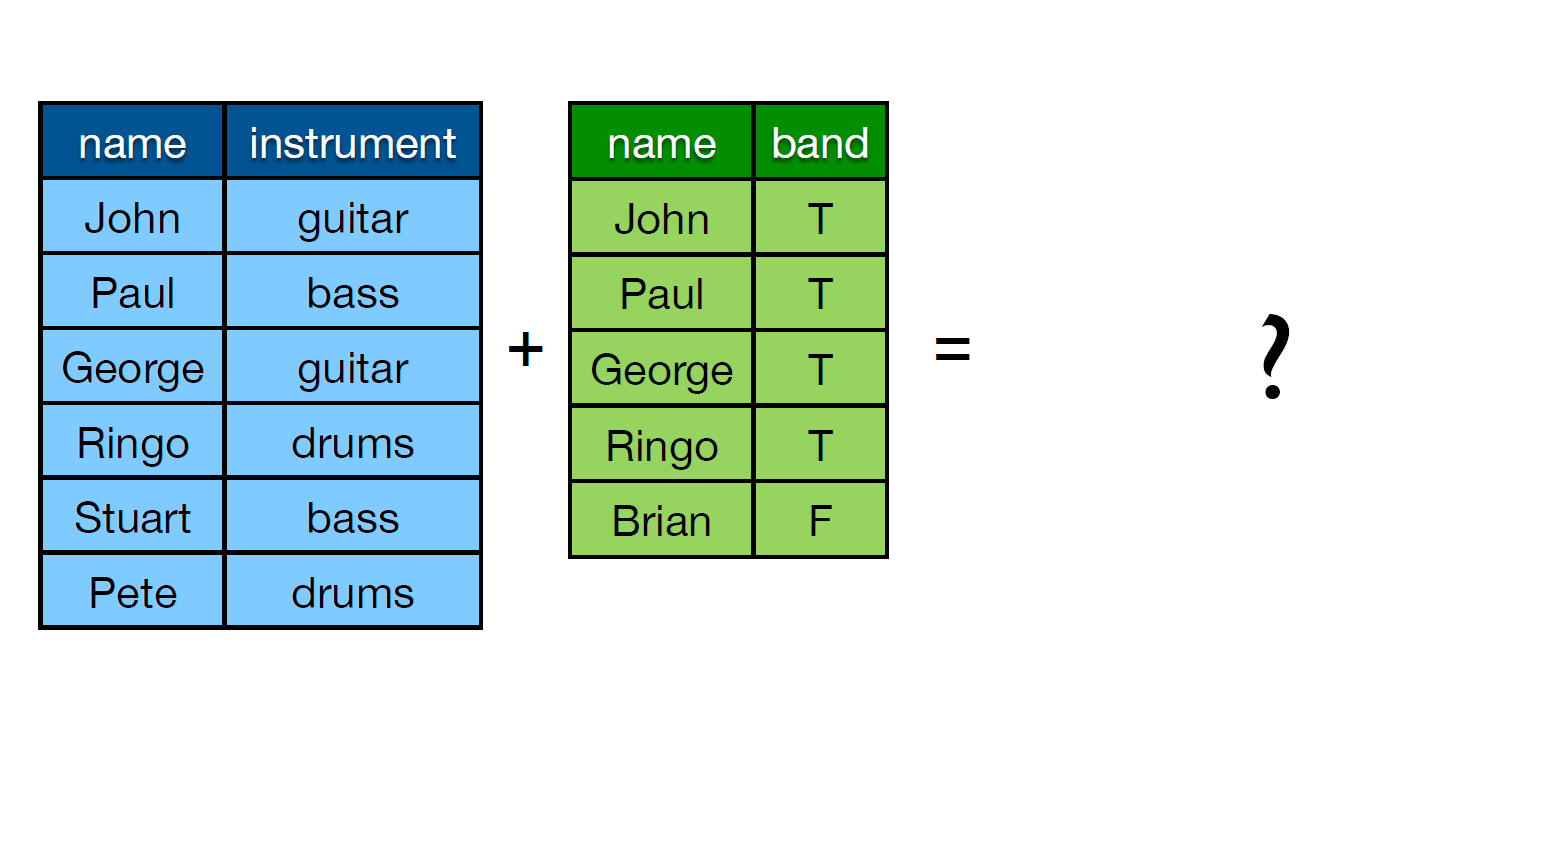 name instrument
John guitar
Paul bass
George guitar
Ringo drums
Stuart bass
Pete drums
+
name band
John T
Paul T
George T
Ringo T
Brian F
=
?